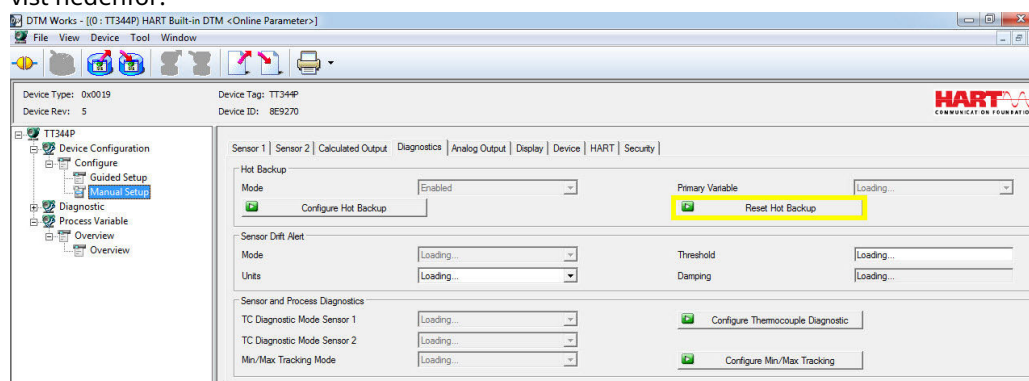 vist nedenfor.
DTM Works - [(0 : TT344P) HART Built-in DTM <Online Parameter>]
File View Device Tool Window
Device Type: 0x0019 Device Tag: TT344P
Device Rev: 5 Device ID: 8E9270
HART
COMMUNICATION FOUNDATIO
TT344P
Device Configuration
Configure
Guided Setup
Manual Setup
Diagnostic
Process Variable
Overview
Overview
Sensor 1 Sensor 2 Calculated Output Diagnostics Analog Output Display Device HART Security
Hot Backup
Mode Enabled Primary Variable Loading...
Configure Hot Backup Reset Hot Backup
Sensor Drift Alert
Mode Loading... Threshold Loading...
Units Loading... Damping Loading...
Sensor and Process Diagnostics
TC Diagnostic Mode Sensor 1 Loading... Configure Thermocouple Diagnostic
TC Diagnostic Mode Sensor 2 Loading...
Min/Max Tracking Mode Loading... Configure Min/Max Tracking